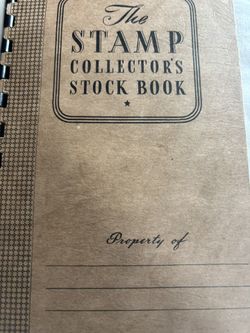 The
STAMP
COLLECTOR'S
STOCK BOOK
Property of